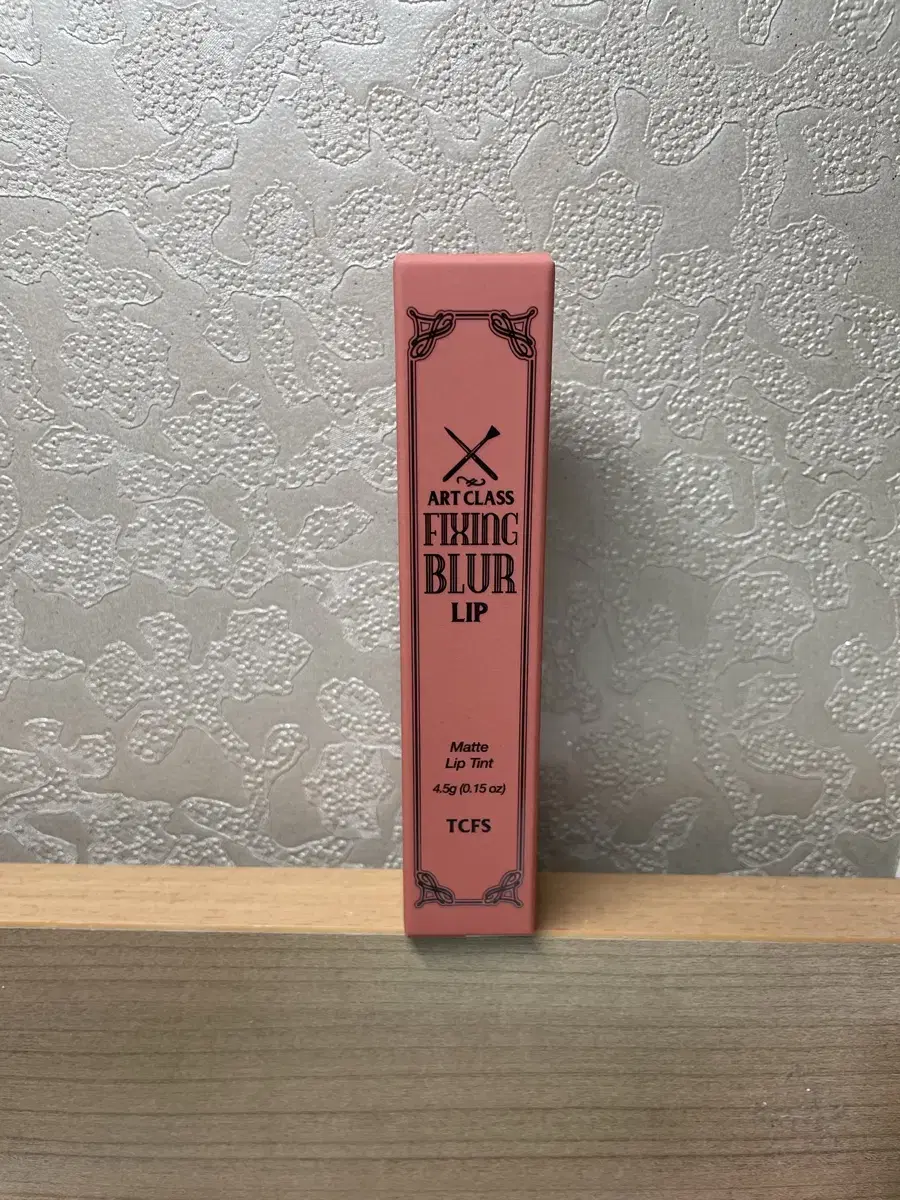 ART CLASS
FIXING
BLUR
LIP
Matte
Lip Tint
4.5g (0.15 oz)
TCFS